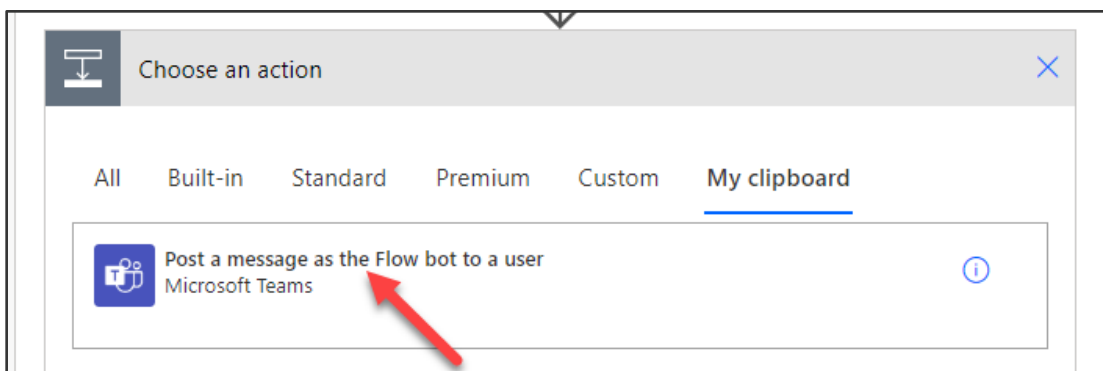 Choose an action
All Built-in Standard Premium Custom My clipboard
Post a message as the Flow bot to a user
Microsoft Teams